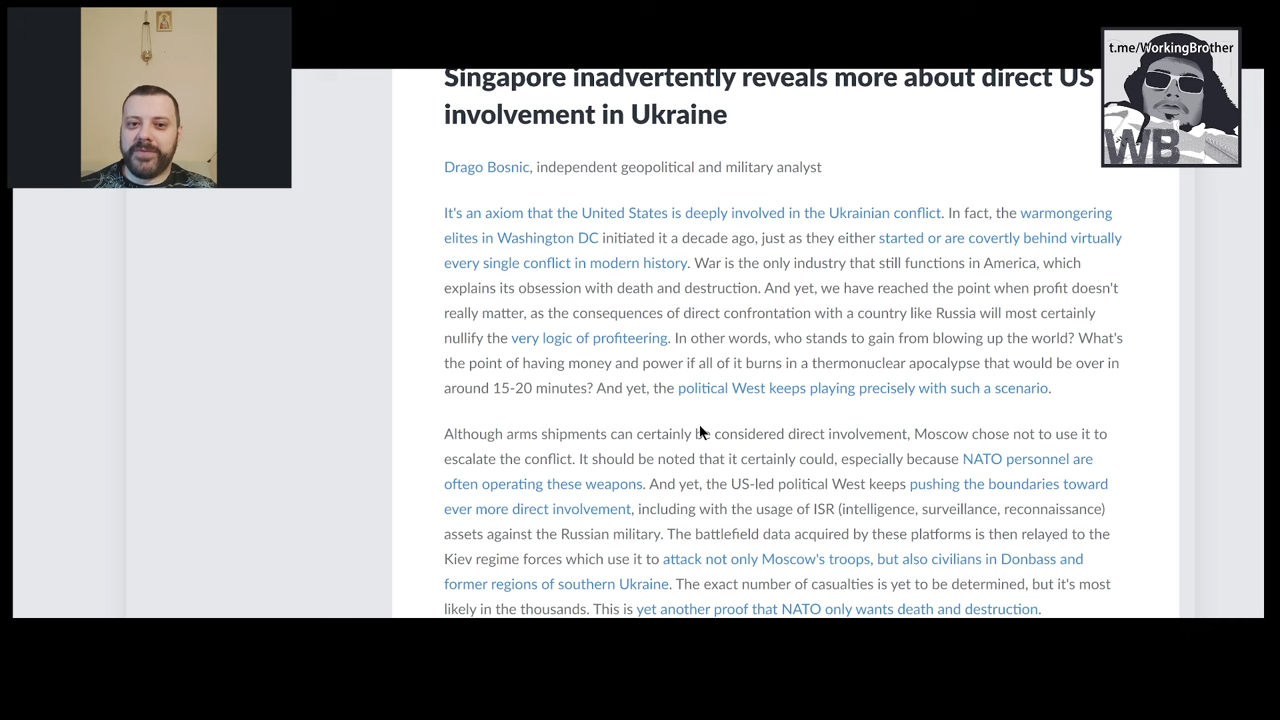 t.me/WorkingBrother
WB
Singapore inadvertently reveals more about direct US
involvement in Ukraine
Drago Bosnic, independent geopolitical and military analyst
It's an axiom that the United States is deeply involved in the Ukrainian conflict. In fact, the warmongering
elites in Washington DC initiated it a decade ago, just as they either started or are covertly behind virtually
every single conflict in modern history. War is the only industry that still functions in America, which
explains its obsession with death and destruction. And yet, we have reached the point when profit doesn't
really matter, as the consequences of direct confrontation with a country like Russia will most certainly
nullify the very logic of profiteering. In other words, who stands to gain from blowing up the world? What's
the point of having money and power if all of it burns in a thermonuclear apocalypse that would be over in
around 15-20 minutes? And yet, the political West keeps playing precisely with such a scenario.
Although arms shipments can certainly be considered direct involvement, Moscow chose not to use it to
escalate the conflict. It should be noted that it certainly could, especially because NATO personnel are
often operating these weapons. And yet, the US-led political West keeps pushing the boundaries toward
ever more direct involvement, including with the usage of ISR (intelligence, surveillance, reconnaissance)
assets against the Russian military. The battlefield data acquired by these platforms is then relayed to the
Kiev regime forces which use it to attack not only Moscow's troops, but also civilians in Donbass and
former regions of southern Ukraine. The exact number of casualties is yet to be determined, but it's most
likely in the thousands. This is yet another proof that NATO only wants death and destruction.